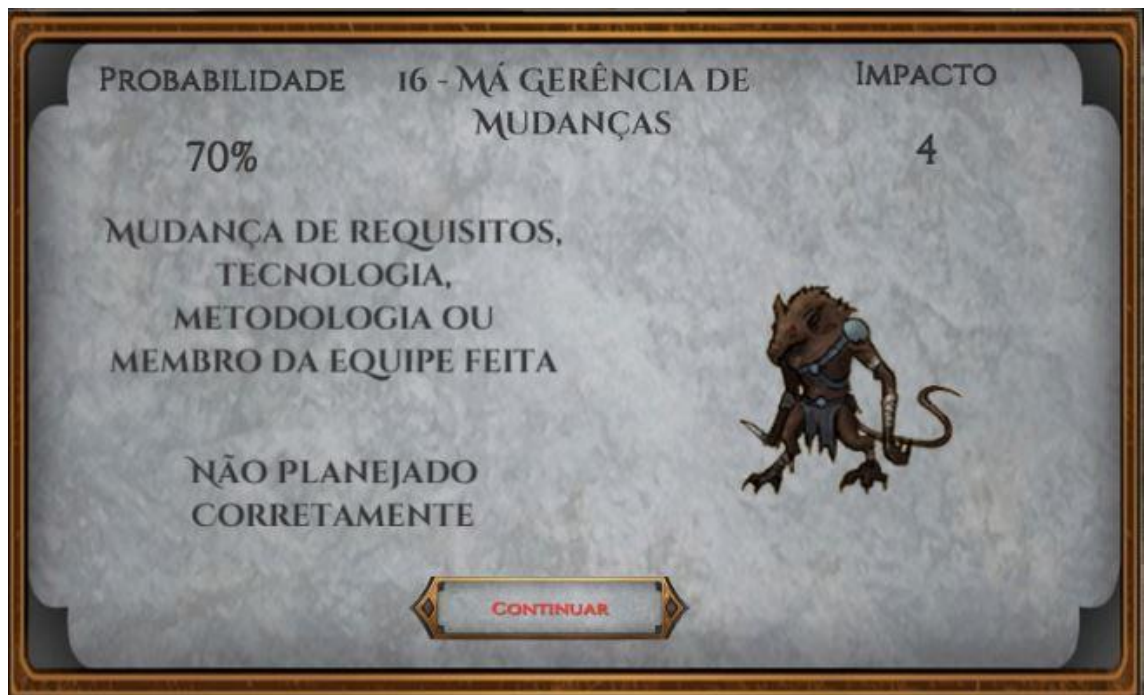 Probabilidade
16 - Má Gerência de
Mudanças
Impacto
70%
4
Mudança de requisitos,
tecnologia,
metodologia ou
membro da equipe feita
Não planejado
corretamente
Continuar